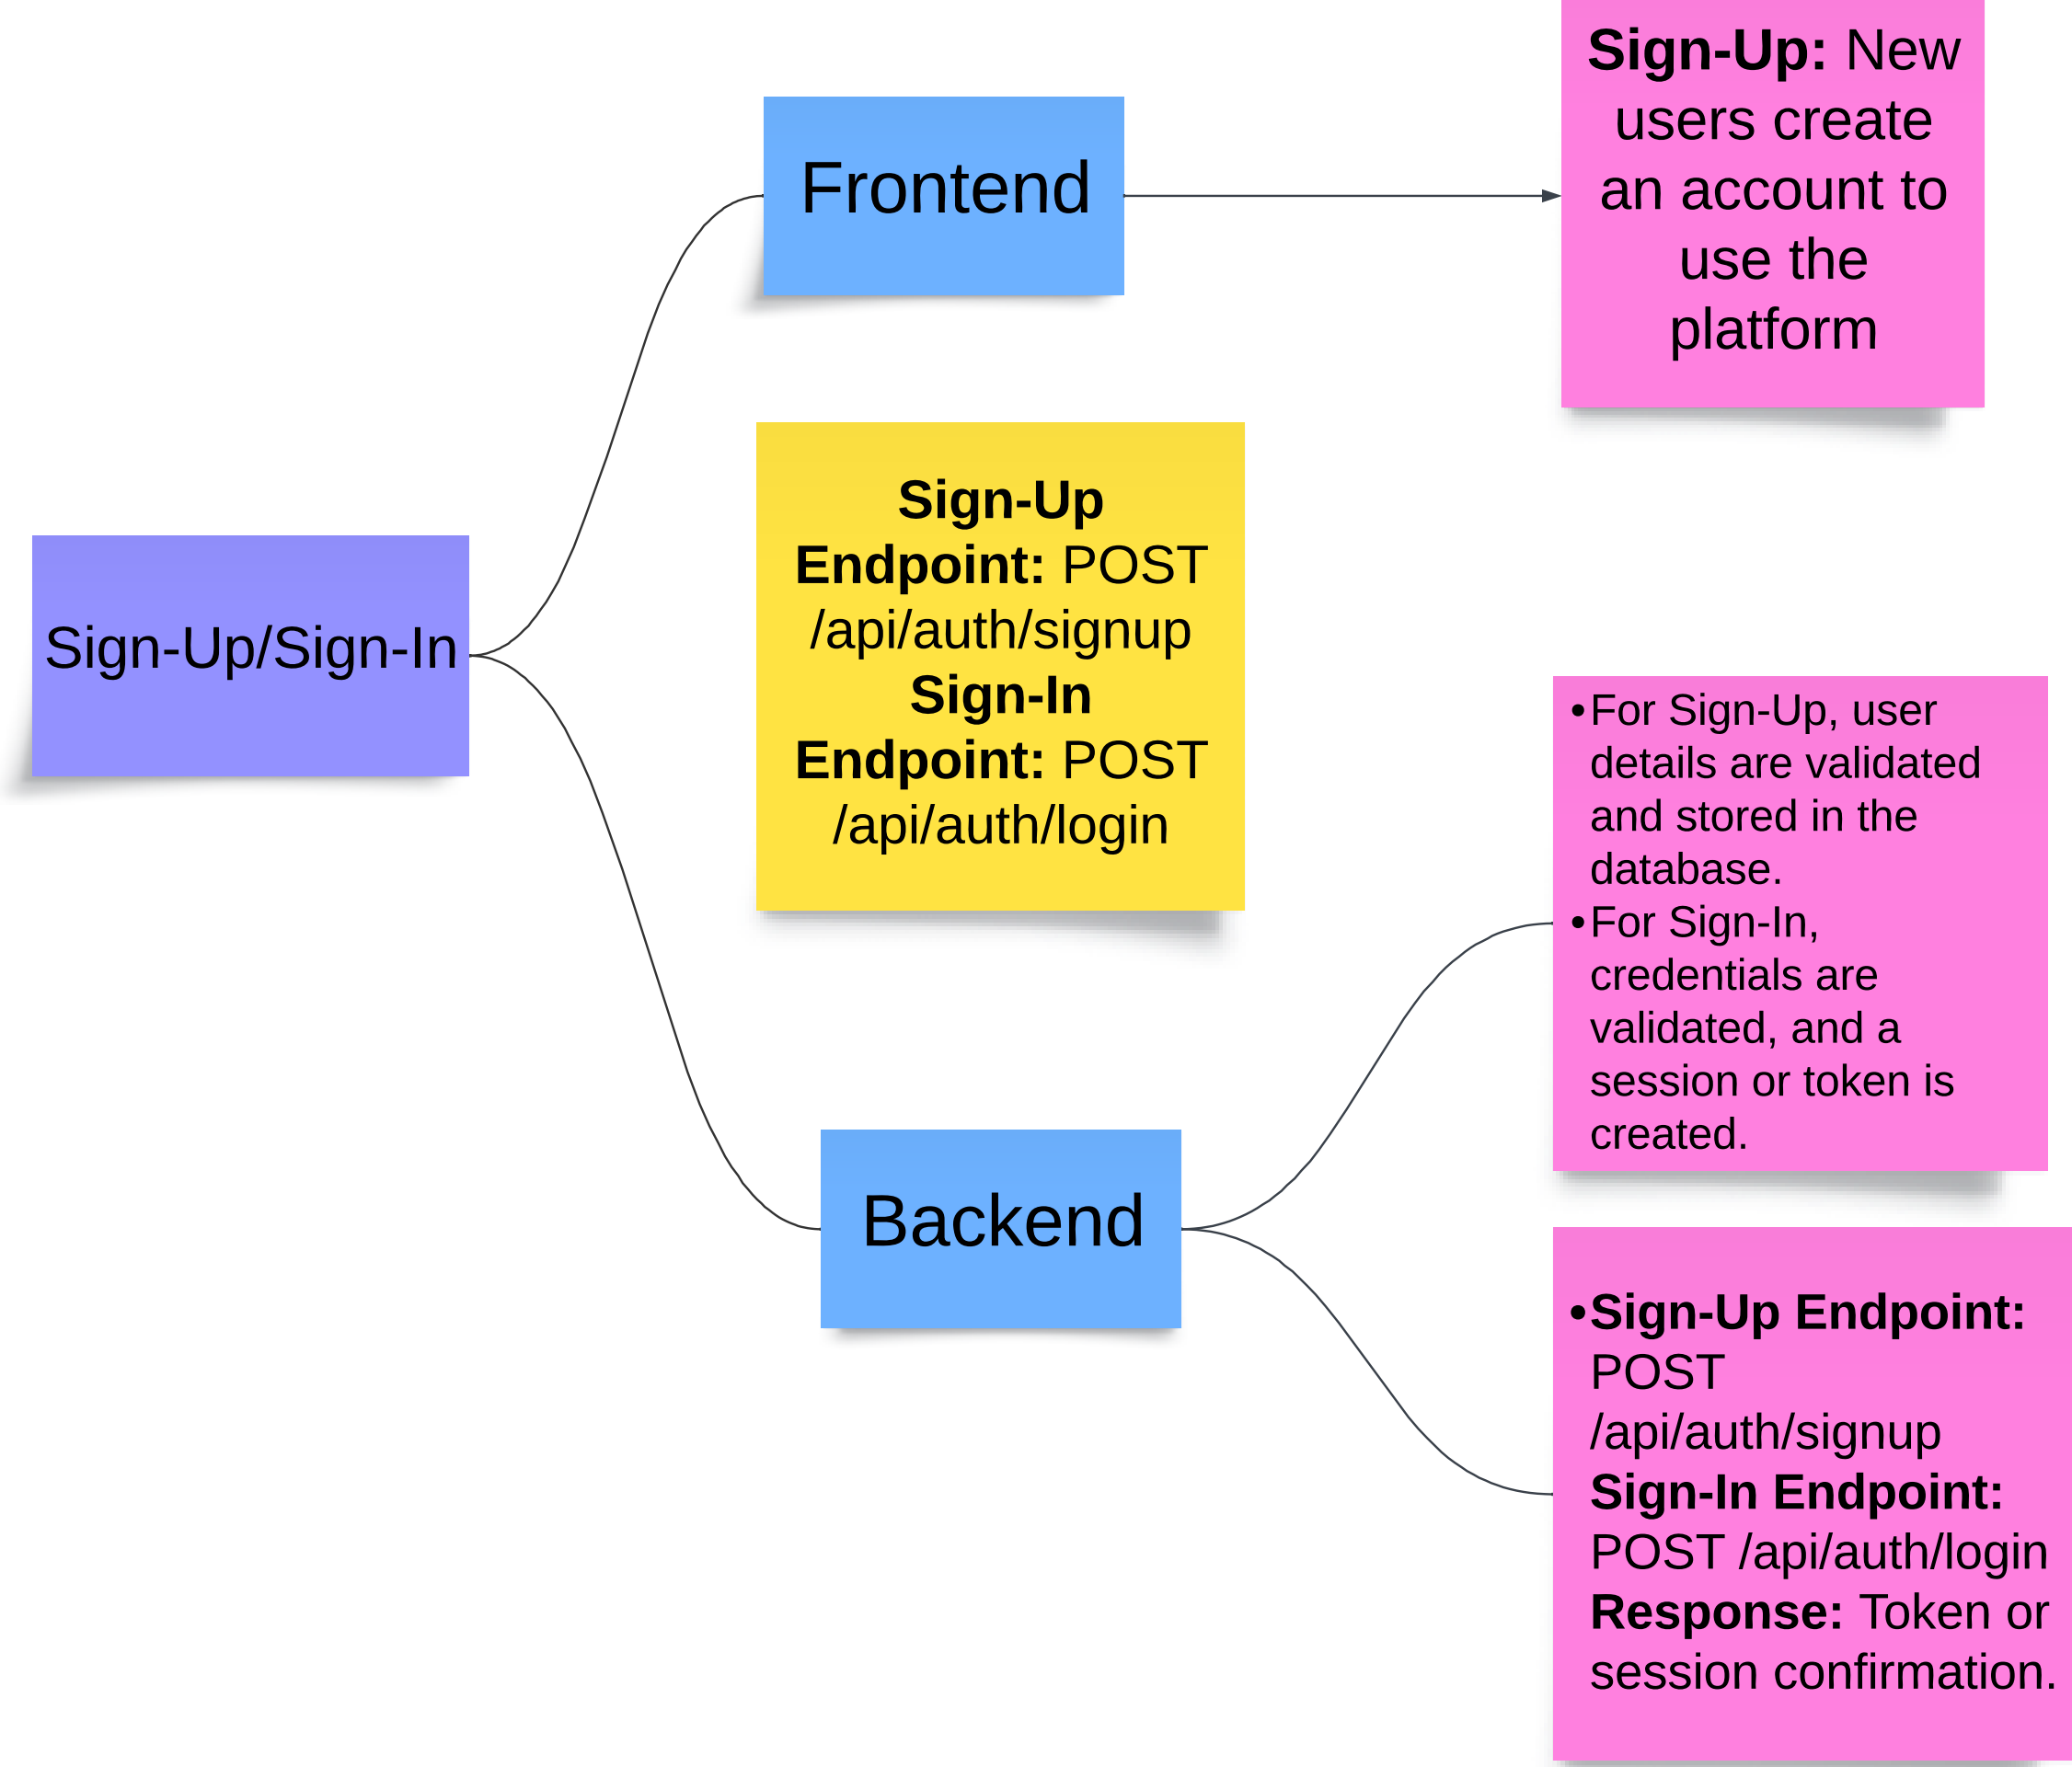 Sign-Up: New
users create
an account to
use the
platform
Frontend
Sign-Up
Endpoint: POST
/api/auth/signup
Sign-In
Endpoint: POST
/api/auth/login
Sign-Up/Sign-In
•For Sign-Up, user
details are validated
and stored in the
database.
•For Sign-In,
credentials are
validated, and a
session or token is
created.
Backend
•Sign-Up Endpoint:
POST
/api/auth/signup
Sign-In Endpoint:
POST /api/auth/login
Response: Token or
session confirmation.